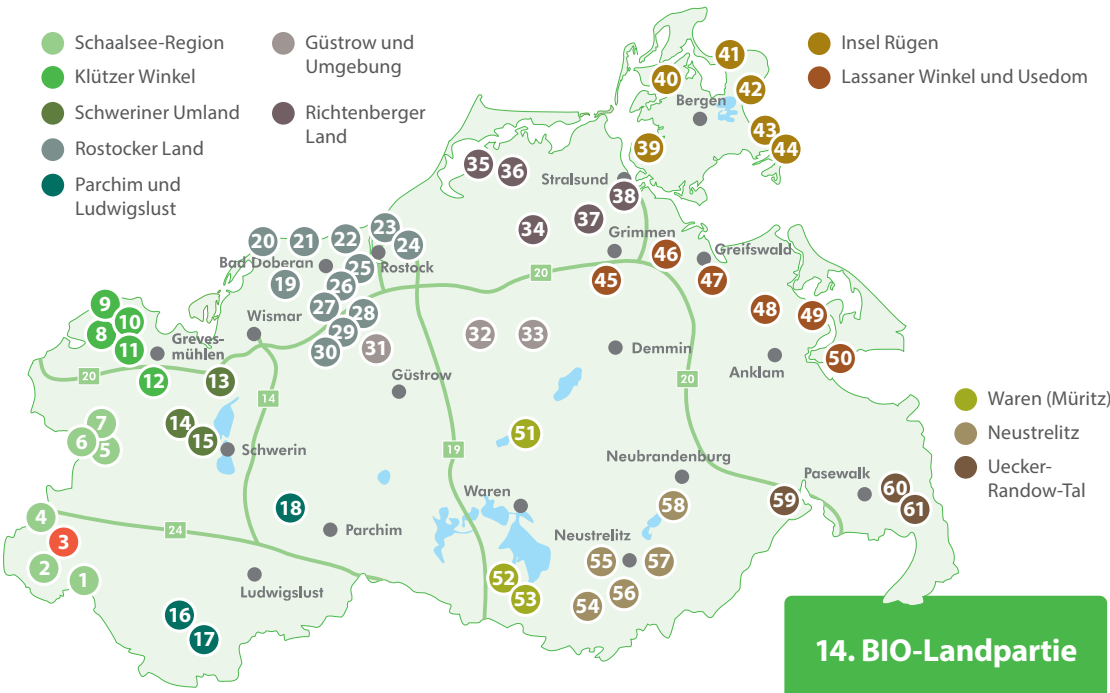 Schaalsee-Region
Klützer Winkel
Schweriner Umland
Rostocker Land
Parchim und
Ludwigslust
Güstrow und
Umgebung
Richtenberger
Land
Insel Rügen
Lassaner Winkel und Usedom
41
40
42
Bergen
43
39
44
35
36
Stralsund
38
37
34
Grimmen
46
Greifswald
45
47
20
48
49
50
23
20
21
22
24
Bad Doberan
25
Rostock
19
26
27
28
29
30
31
32
33
Wismar
9
10
8
11
Greves-
mühlen
12
13
20
14
Güstrow
Demmin
Anklam
20
7
6
5
14
15
Schwerin
19
51
Waren (Müritz)
Neustrelitz
Uecker-
Randow-Tal
Neubrandenburg
Pasewalk
60
61
59
58
Waren
18
Parchim
4
3
24
2
1
Ludwigslust
16
17
Neustrelitz
55
57
52
53
54
56
14. BIO-Landpartie